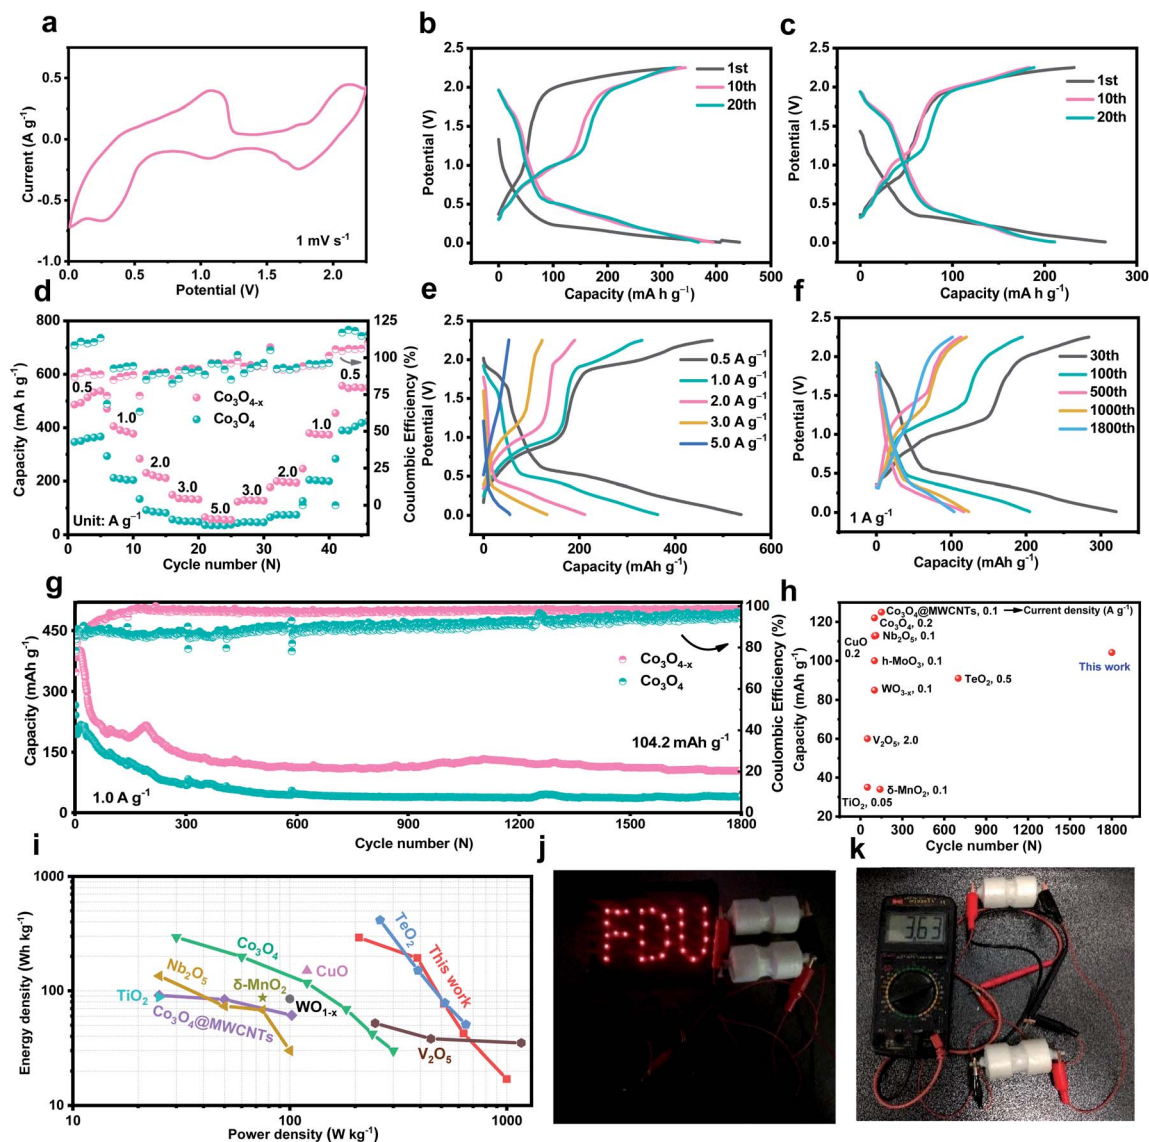 a
0.5
0.0
-0.5
-1.0
Current (A g⁻¹)
1 mV s⁻¹
0.0 0.5 1.0 1.5 2.0
Potential (V)
b
2.5
2.0
1.5
1.0
0.5
0.0
Potential (V)
1st
10th
20th
0 100 200 300 400 500
Capacity (mA h g⁻¹)
c
2.5
2.0
1.5
1.0
0.5
0.0
Potential (V)
1st
10th
20th
0 100 200 300
Capacity (mAh g⁻¹)
d
800
600
400
200
0
Capacity (mA h g⁻¹)
125
100
75
50
25
0
Coulombic Efficiency (%)
0.5
0.5
Co₃O₄₋ₓ
Co₃O₄
1.0
1.0
2.0
2.0
3.0
3.0
5.0
Unit: A g⁻¹
0 10 20 30 40
Cycle number (N)
e
2.5
2.0
1.5
1.0
0.5
0.0
Potential (V)
0.5 A g⁻¹
1.0 A g⁻¹
2.0 A g⁻¹
3.0 A g⁻¹
5.0 A g⁻¹
0 100 200 300 400 500 600
Capacity (mAh g⁻¹)
f
2.5
2.0
1.5
1.0
0.5
0.0
Potential (V)
30th
100th
500th
1000th
1800th
1 A g⁻¹
0 100 200 300
Capacity (mAh g⁻¹)
g
450
300
150
0
Capacity (mAh g⁻¹)
100
80
60
40
20
0
Coulombic Efficiency (%)
Co₃O₄₋ₓ
Co₃O₄
104.2 mAh g⁻¹
1.0 A g⁻¹
0 300 600 900 1200 1500 1800
Cycle number (N)
h
120
100
80
60
40
20
Capacity (mAh g⁻¹)
Co₃O₄@MWCNTs, 0.1 → Current density (A g⁻¹)
Co₃O₄, 0.2
Nb₂O₅, 0.1
CuO
0.2
h-MoO₃, 0.1
This work
TeO₂, 0.5
WO₃₋ₓ, 0.1
V₂O₅, 2.0
δ-MnO₂, 0.1
TiO₂, 0.05
0 300 600 900 1200 1500 1800
Cycle number (N)
i
1000
100
10
Energy density (Wh kg⁻¹)
TeO₂
Co₃O₄
This work
Nb₂O₅
CuO
δ-MnO₂
TiO₂
WO₁₋ₓ
Co₃O₄@MWCNTs
V₂O₅
10 100 1000
Power density (W kg⁻¹)
j
FDU
k
3.63